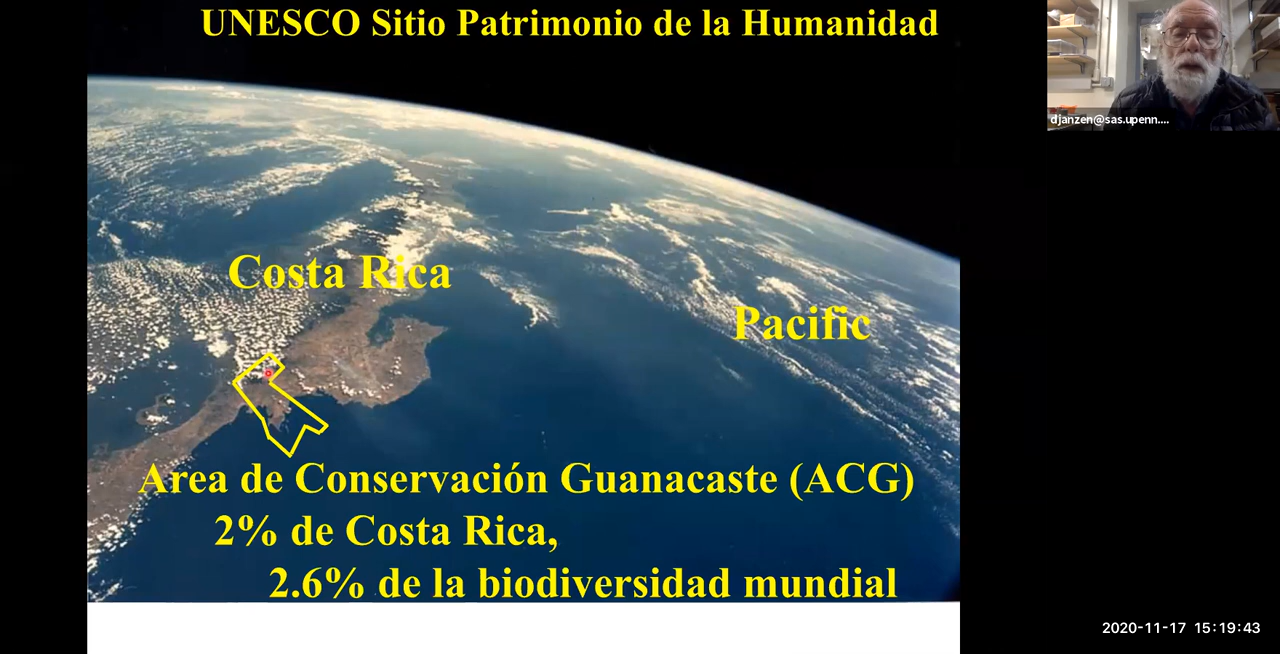 UNESCO Sitio Patrimonio de la Humanidad
djanzen@sas.upenn....
Costa Rica
Pacific
Area de Conservación Guanacaste (ACG)
2% de Costa Rica,
2.6% de la biodiversidad mundial
2020-11-17 15:19:43